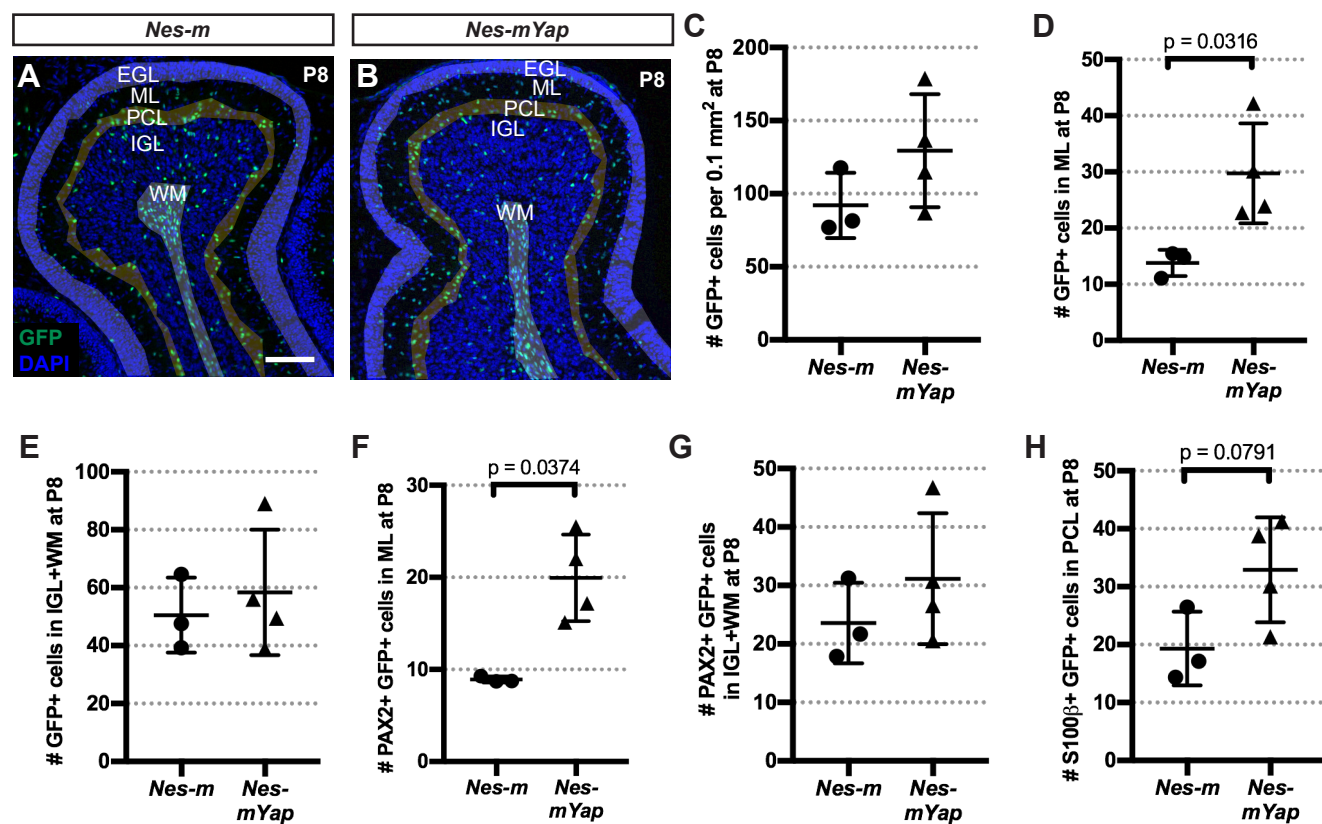 Nes-m
Nes-mYap
A
P8
EGL
ML
PCL
IGL
WM
GFP
DAPI
B
P8
EGL
ML
PCL
IGL
WM
C
# GFP+ cells per 0.1 mm² at P8
200
150
100
50
0
Nes-m
Nes-
mYap
D
# GFP+ cells in ML at P8
p = 0.0316
50
40
30
20
10
0
Nes-m
Nes-
mYap
E
# GFP+ cells in IGL+WM at P8
100
80
60
40
20
0
Nes-m
Nes-
mYap
F
# PAX2+ GFP+ cells in ML at P8
p = 0.0374
30
20
10
0
Nes-m
Nes-
mYap
G
# PAX2+ GFP+ cells
in IGL+WM at P8
50
40
30
20
10
0
Nes-m
Nes-
mYap
H
# S100β+ GFP+ cells in PCL at P8
p = 0.0791
50
40
30
20
10
0
Nes-m
Nes-
mYap